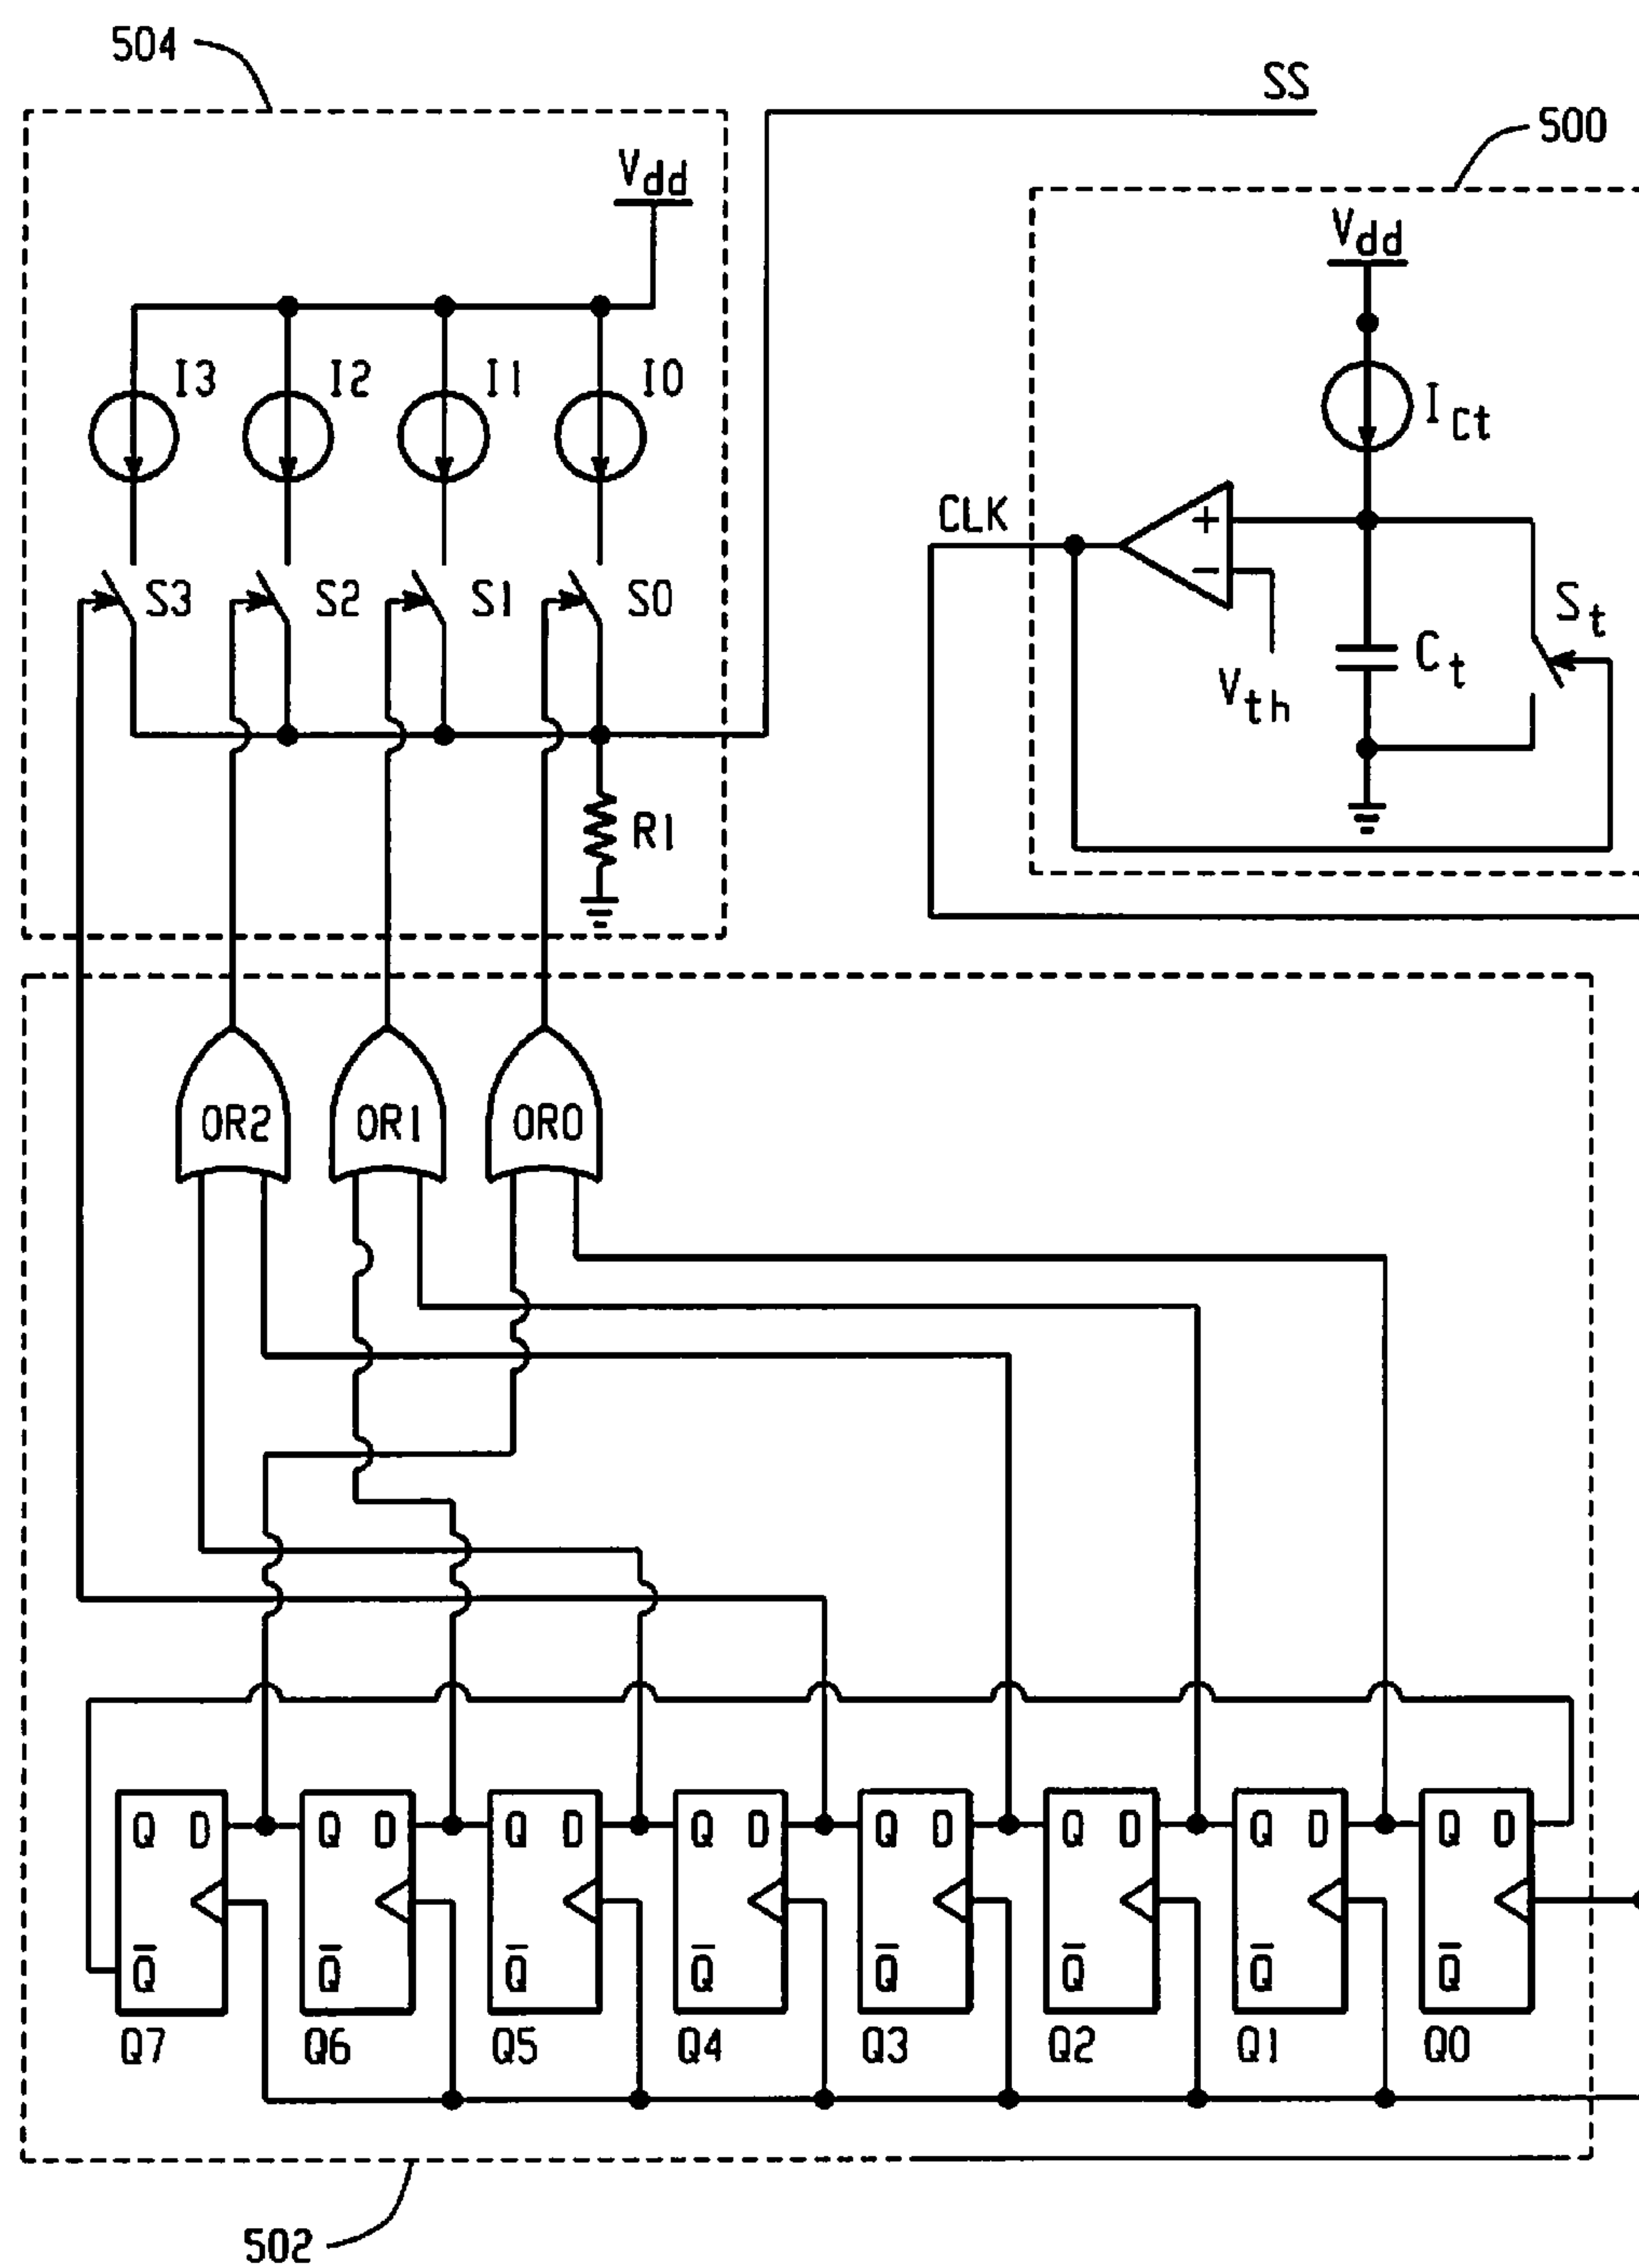 504
SS
500
Vdd
Vdd
I3 I2 I1 I0
ICt
CLK
+
−
S3 S2 S1 S0
St
Ct
Vth
R1
OR2 OR1 OR0
Q D Q D Q D Q D Q D Q D Q D Q D
Q̅ Q̅ Q̅ Q̅ Q̅ Q̅ Q̅ Q̅
Q7 Q6 Q5 Q4 Q3 Q2 Q1 Q0
502